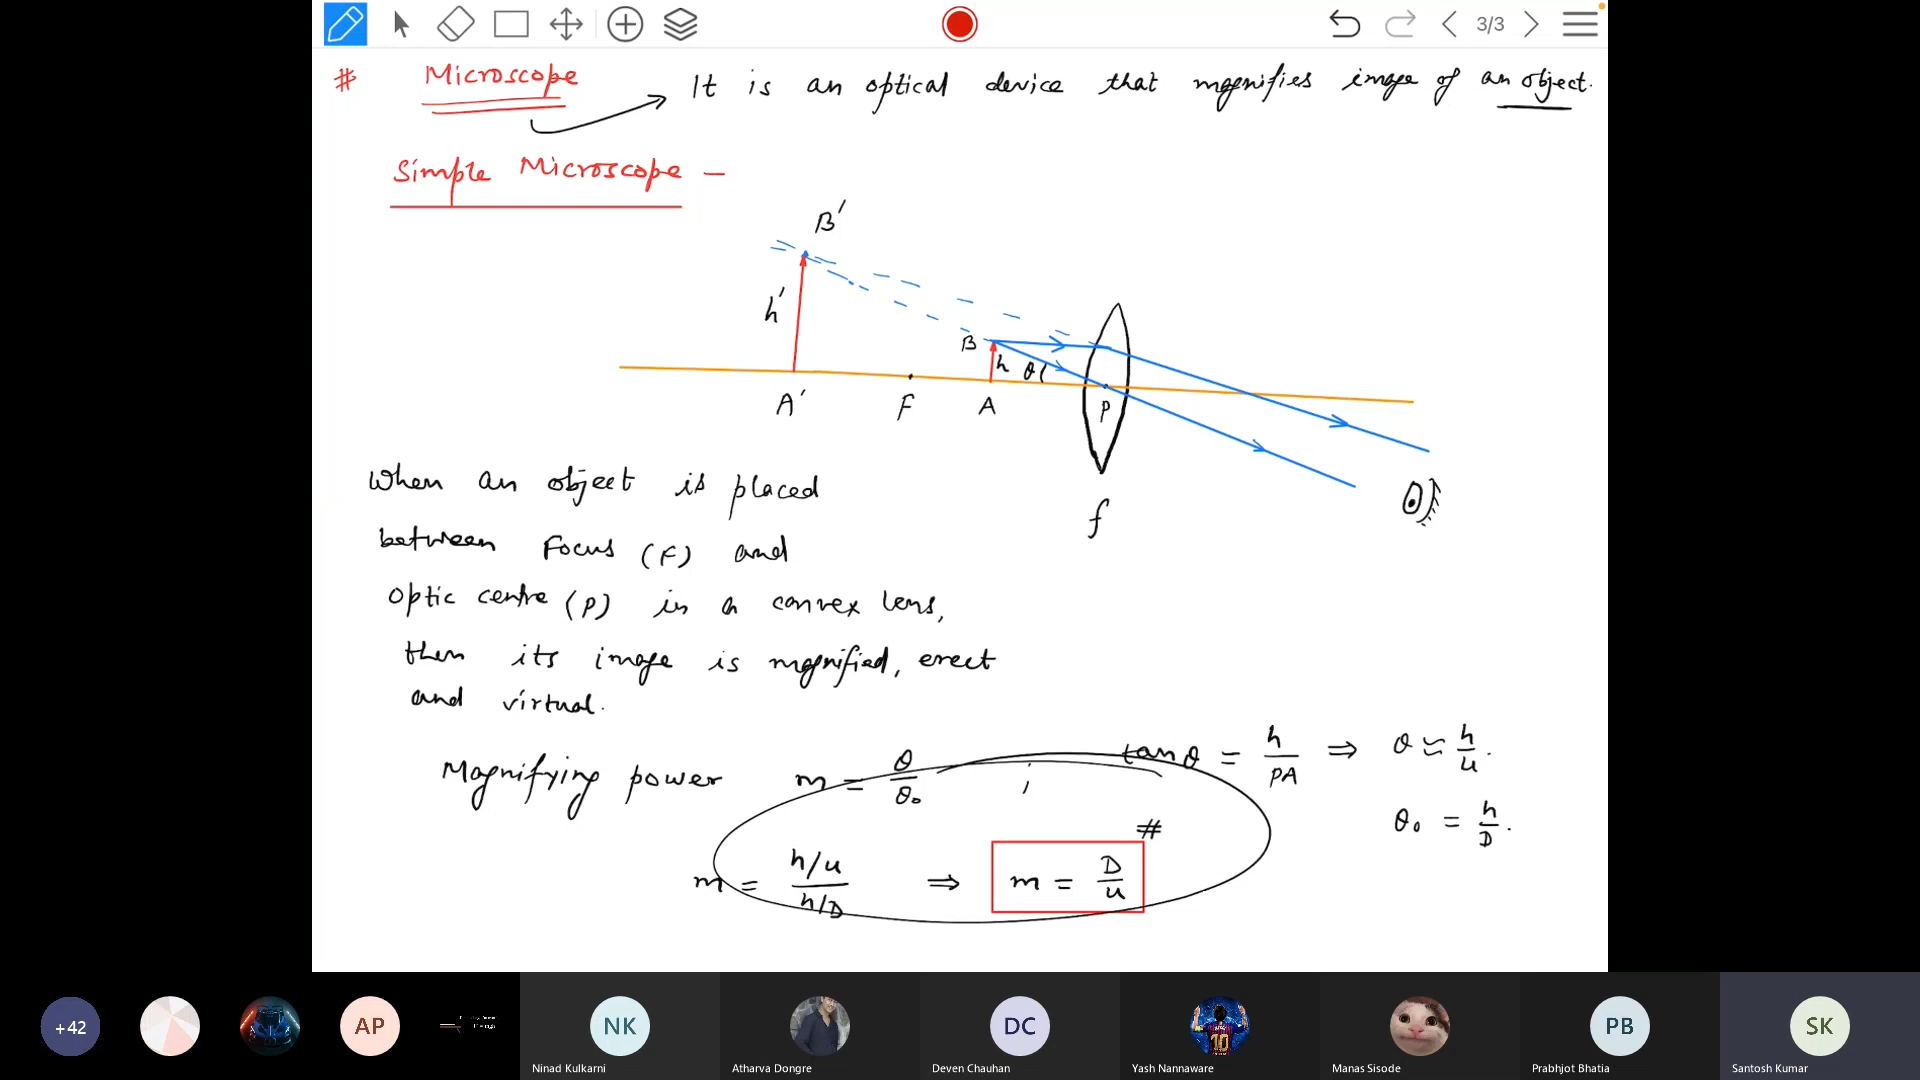 3/3
# Microscope → It is an optical device that magnifies image of an object.
Simple Microscope –
B'
h'
B
h θ
A' F A P
f
When an object is placed
between Focus (F) and
optic centre (P) in a convex lens,
then its image is magnified, erect
and virtual.
Magnifying power m = θ/θ₀ ; tanθ = h/PA ⇒ θ ≈ h/u.
θ₀ = h/D.
#
m = h/u / h/D ⇒ m = D/u
+42
AP
NK
DC
10
PB
SK
Ninad Kulkarni
Atharva Dongre
Deven Chauhan
Yash Nannaware
Manas Sisode
Prabhjot Bhatia
Santosh Kumar